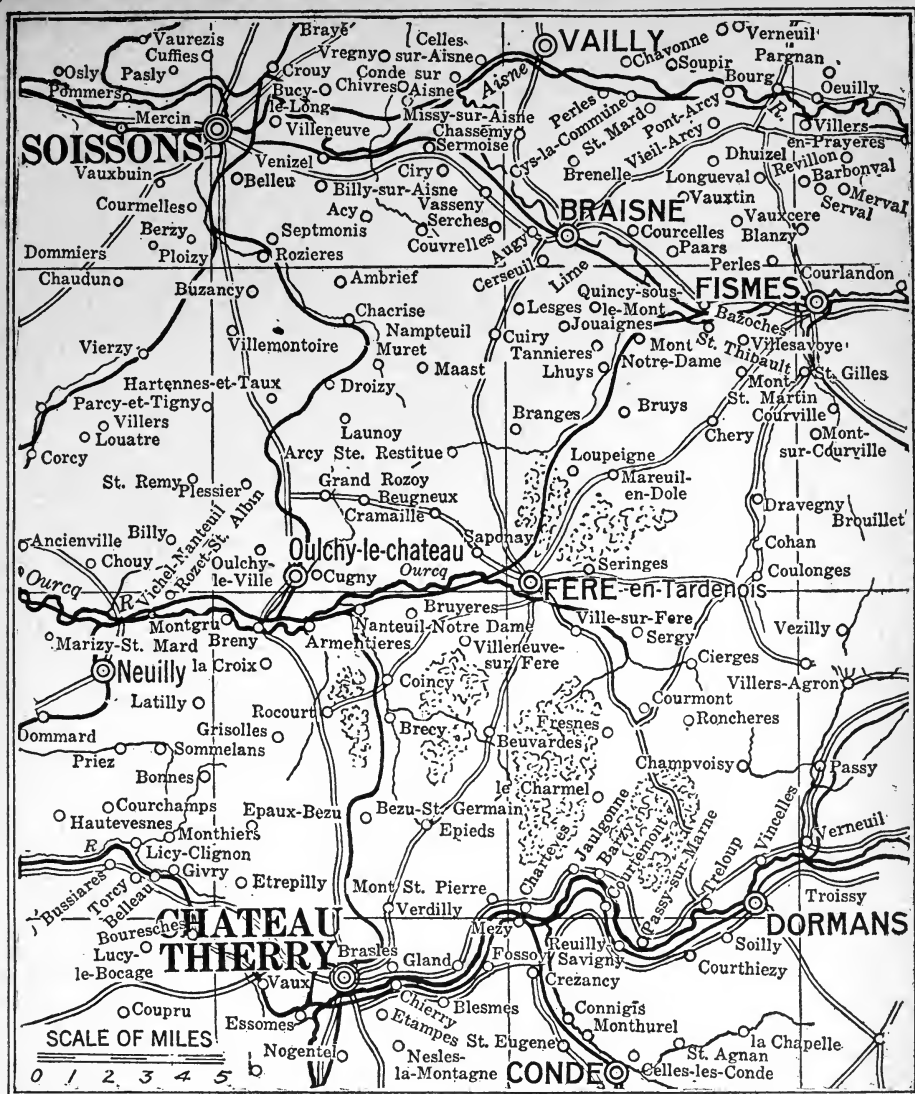 Vaurezis
Cuffies
Pasly
Osly
Pommers
Mercin
SOISSONS
Braye
Vregny
Celles
sur-Aisne
Crouy
Bucy-
le-Long
Conde sur
Chivres
Aisne
Villeneuve
Missy-sur-Aisne
Chassemy
Sermoise
Aisne
VAILLY
Chavonne
Soupir
Verneuil
Pargnan
Bourg
Oeuilly
R.
Perles
Cys-la-Commune
St. Mard
Pont-Arcy
Vieil-Arcy
Brenelle
Villers
en-Prayeres
Dhuizel
Revillon
Longueval
Barbonval
Merval
Serval
Vauxtin
Vauxcere
Blanzy
Vauxbuin
Venizel
Belleu
Ciry
Billy-sur-Aisne
Vasseny
Acy
Serches
Couvrelles
Courmelles
Berzy
Ploizy
Septmonis
Rozieres
Augy
BRAISNE
Courcelles
Paars
Perles
Courlandon
FISMES
Dommiers
Chaudun
Buzancy
Ambrief
Cerseuil
Lime
Chacrise
Lesges
Quincy-sous-
le-Mont
Jouaignes
Bazoches
Villemontoire
Nampteuil
Muret
Cuiry
Tannieres
Lhuys
Mont
Notre-Dame
St. Thibault
Villesavoye
Vierzy
Maast
St. Gilles
Mont-
St. Martin
Courville
Hartennes-et-Taux
Droizy
Parcy-et-Tigny
Villers
Louatre
Corcy
Launoy
Branges
Bruys
Chery
Mont-
sur-Courville
Arcy Ste. Restitue
Loupeigne
Mareuil-
en-Dole
St. Remy
Plessier
Grand Rozoy
Beugneux
Cramaille
Dravegny
Brouillet
Ancienville
Billy
Chouy
Vichel-Nanteuil
Rozet-St. Albin
Oulchy-
le-Ville
Oulchy-le-chateau
Cugny
Saponay
Cohan
Coulonges
Ourcq
R
Ourcq
Seringes
FERE-en-Tardenois
Montgru
Breny
Armentieres
Bruyeres
Nanteuil-Notre Dame
Ville-sur-Fere
Sergy
Vezilly
Marizy-St. Mard
Neuilly
la Croix
Villeneuve-
sur Fere
Cierges
Villers-Agron
Latilly
Coincy
Rocourt
Courmont
Roncheres
Dommard
Grisolles
Brecy
Fresnes
Beuvardes
Priez
Sommelans
Champvoisy
Passy
Bonnes
le Charmel
Courchamps
Hautevesnes
Epaux-Bezu
Bezu-St. Germain
Epieds
Monthiers
R
Licy-Clignon
Givry
Jaulgonne
Barzy
Charteves
Courtemont
Passy-sur-Marne
Treloup
Vincelles
Verneuil
Bussiares
Torcy
Belleau
Etrepilly
Mont St. Pierre
Verdilly
Troissy
DORMANS
Bouresches
CHATEAU
THIERRY
Mezy
Reuilly
Savigny
Soilly
Courthiezy
Lucy-
le-Bocage
Brasles
Gland
Fossoy
Crezancy
Vaux
Chierry
Blesmes
Coupru
Essomes
Etampes
Connigis
Monthurel
la Chapelle
St. Eugene
SCALE OF MILES
0 1 2 3 4 5
Nogentel
Nesles-
la-Montagne
CONDE
St. Agnan
Celles-les-Conde